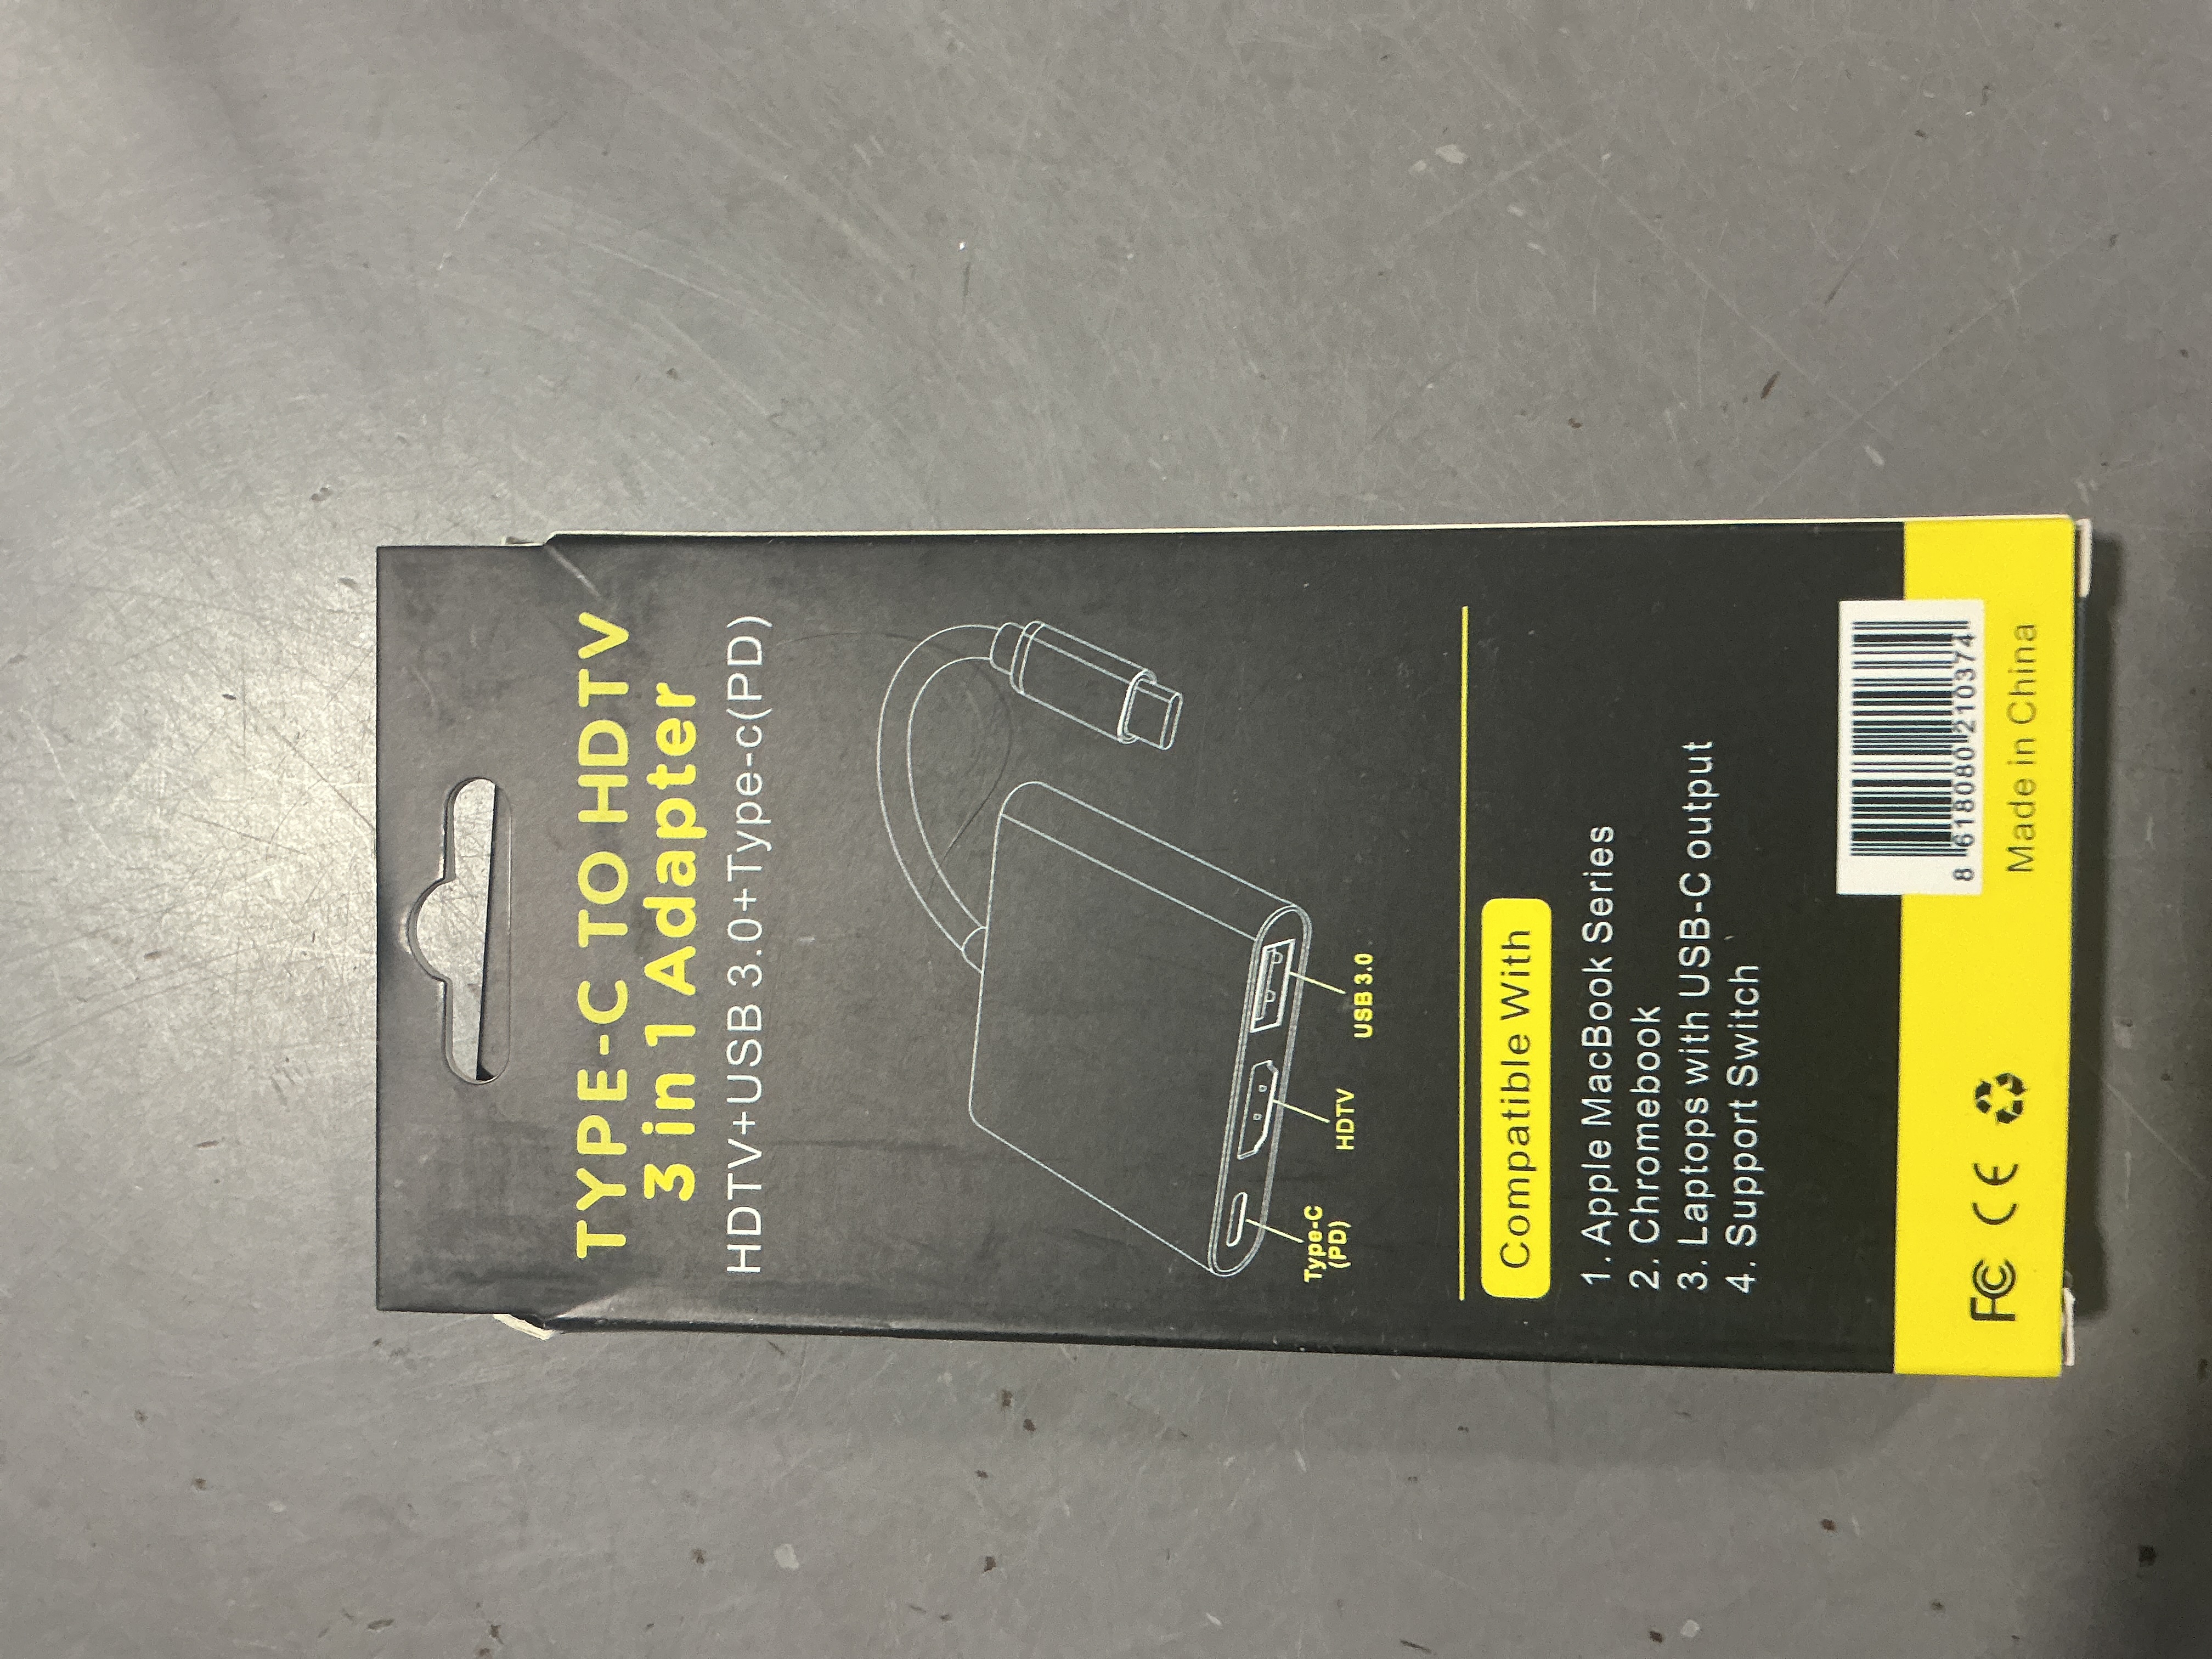 TYPE-C TO HDTV
3 in 1 Adapter
HDTV+USB 3.0+Type-c(PD)
Type-C
(PD)
HDTV
USB 3.0
Compatible With
1. Apple MacBook Series
2. Chromebook
3. Laptops with USB-C output
4. Support Switch
8 618080 210374
FC CE
Made in China